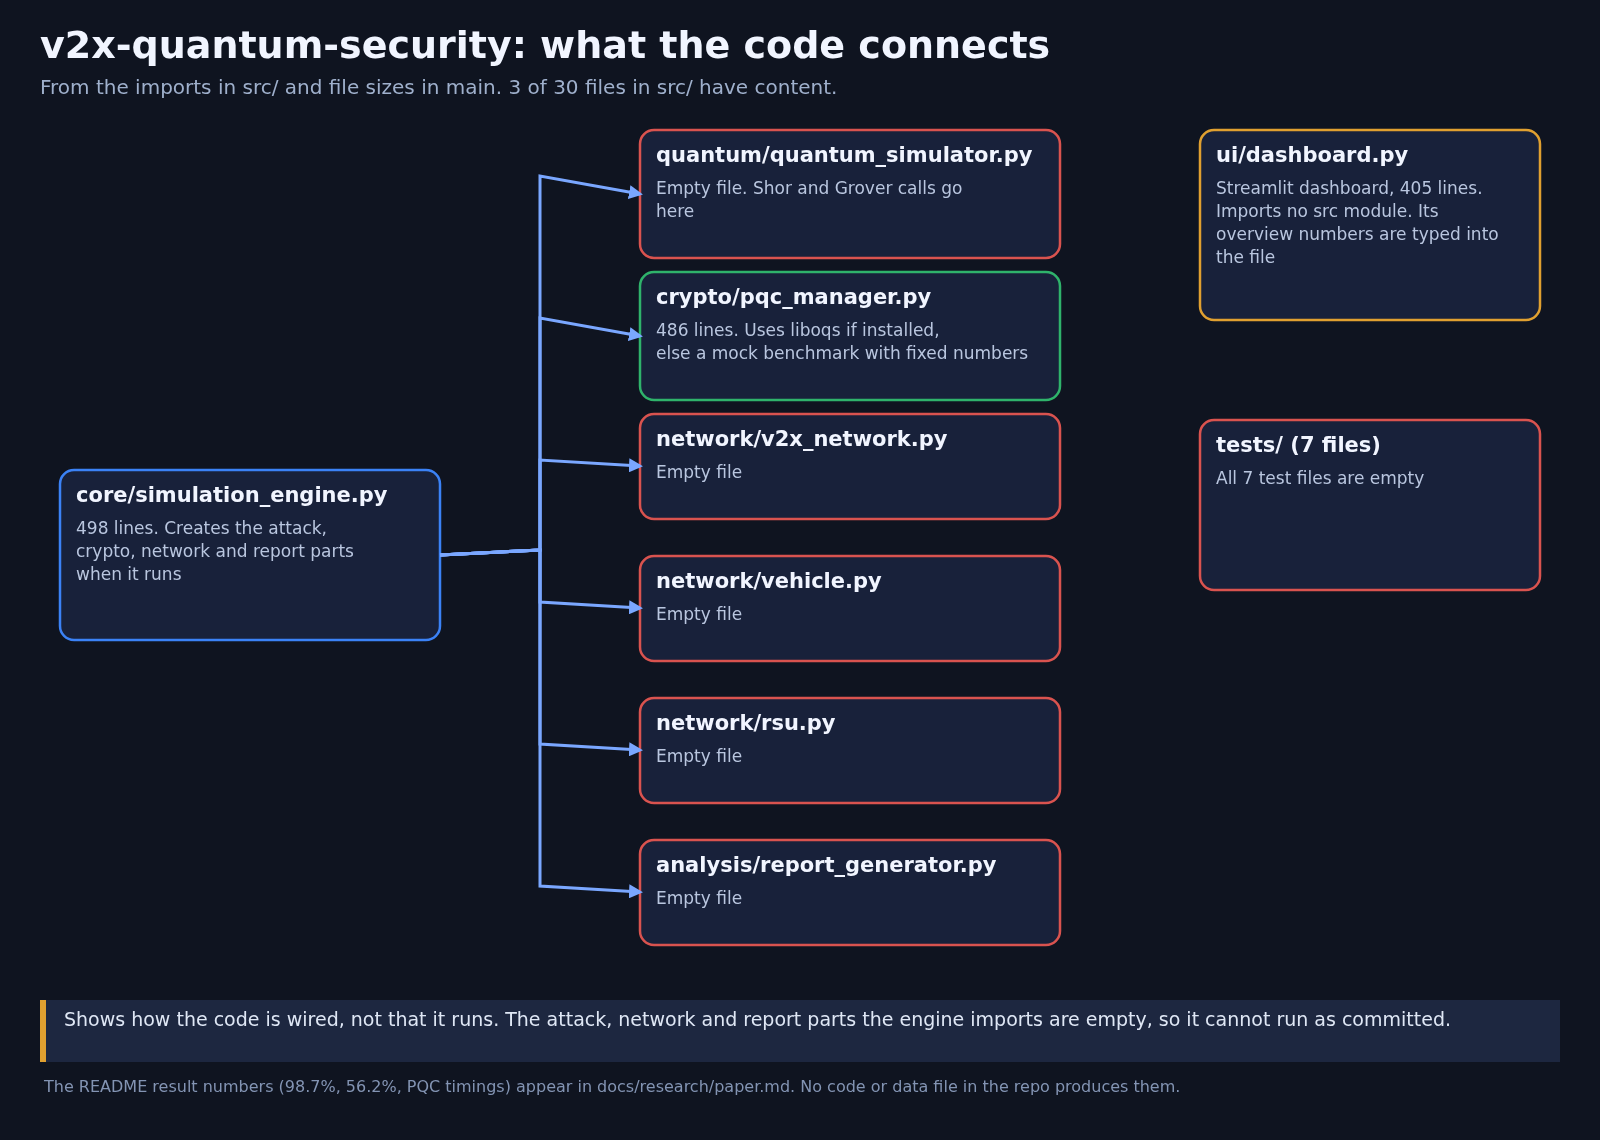 v2x-quantum-security: what the code connects
From the imports in src/ and file sizes in main. 3 of 30 files in src/ have content.
core/simulation_engine.py
498 lines. Creates the attack,
crypto, network and report parts
when it runs
quantum/quantum_simulator.py
Empty file. Shor and Grover calls go
here
crypto/pqc_manager.py
486 lines. Uses liboqs if installed,
else a mock benchmark with fixed numbers
network/v2x_network.py
Empty file
network/vehicle.py
Empty file
network/rsu.py
Empty file
analysis/report_generator.py
Empty file
ui/dashboard.py
Streamlit dashboard, 405 lines.
Imports no src module. Its
overview numbers are typed into
the file
tests/ (7 files)
All 7 test files are empty
Shows how the code is wired, not that it runs. The attack, network and report parts the engine imports are empty, so it cannot run as committed.
The README result numbers (98.7%, 56.2%, PQC timings) appear in docs/research/paper.md. No code or data file in the repo produces them.